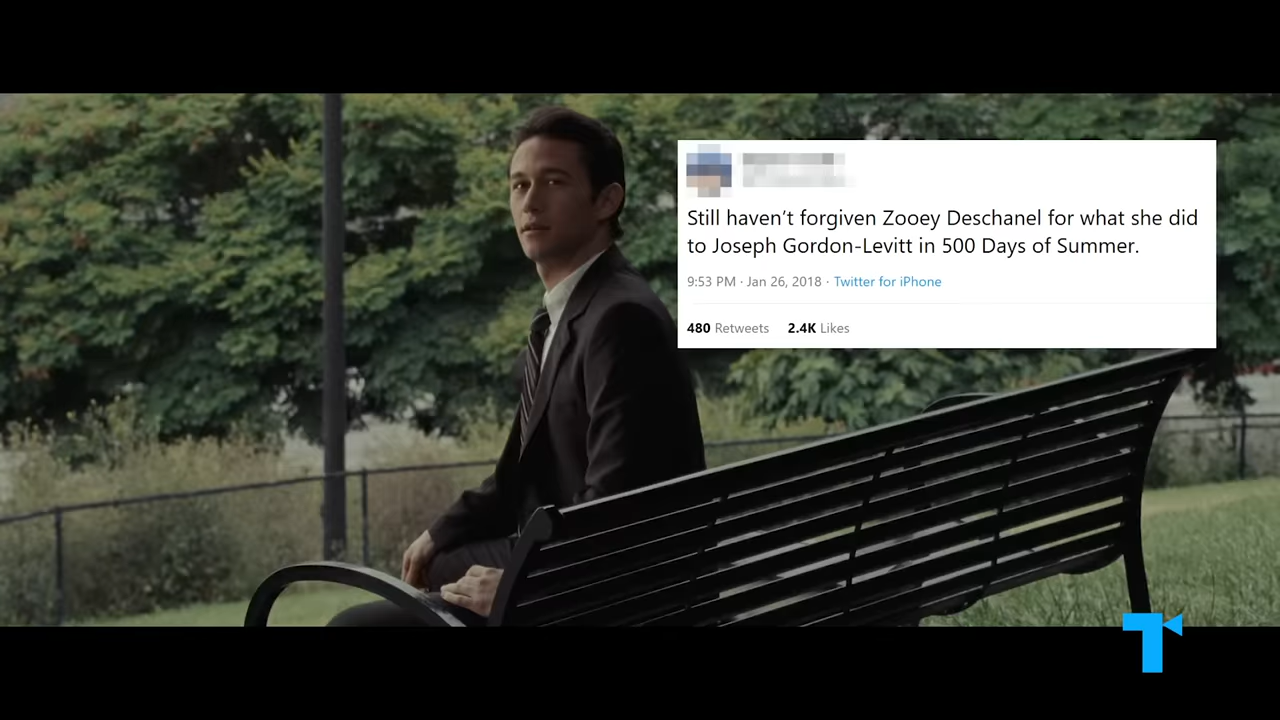 Still haven't forgiven Zooey Deschanel for what she did
to Joseph Gordon-Levitt in 500 Days of Summer.
9:53 PM · Jan 26, 2018 · Twitter for iPhone
480 Retweets 2.4K Likes